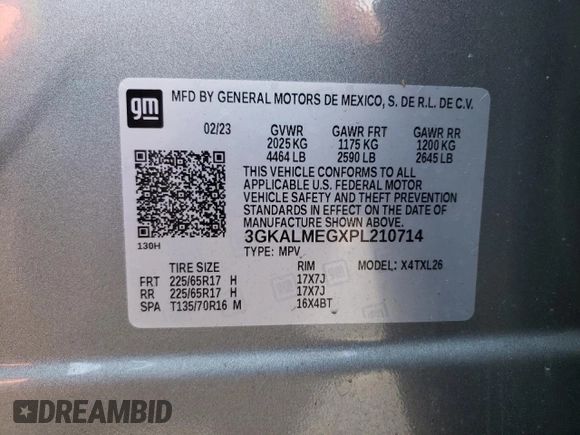 gm MFD BY GENERAL MOTORS DE MEXICO, S. DE R.L. DE C.V.
02/23 GVWR GAWR FRT GAWR RR
2025 KG 1175 KG 1200 KG
4464 LB 2590 LB 2645 LB
THIS VEHICLE CONFORMS TO ALL
APPLICABLE U.S. FEDERAL MOTOR
VEHICLE SAFETY AND THEFT PREVENTION
STANDARDS IN EFFECT ON THE DATE OF
MANUFACTURE SHOWN ABOVE.
130H 3GKALMEGXPL210714
TYPE: MPV MODEL: X4TXL26
TIRE SIZE RIM
FRT 225/65R17 H 17X7J
RR 225/65R17 H 17X7J
SPA T135/70R16 M 16X4BT
DREAMBID